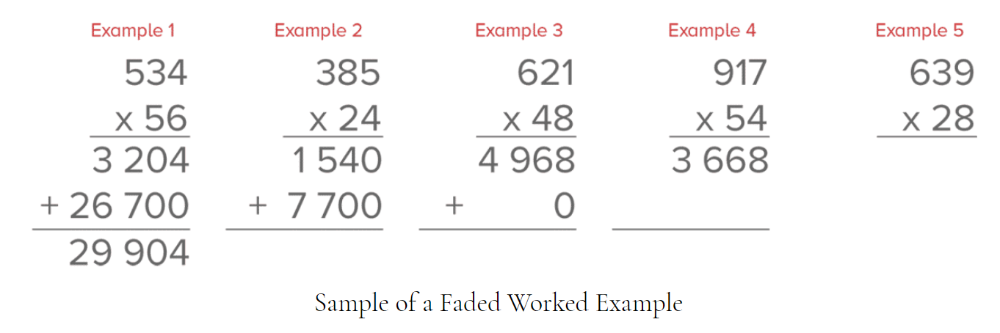 Example 1 Example 2 Example 3 Example 4 Example 5
534 385 621 917 639
x 56 x 24 x 48 x 54 x 28
3 204 1 540 4 968 3 668
+ 26 700 + 7 700 + 0
29 904
Sample of a Faded Worked Example